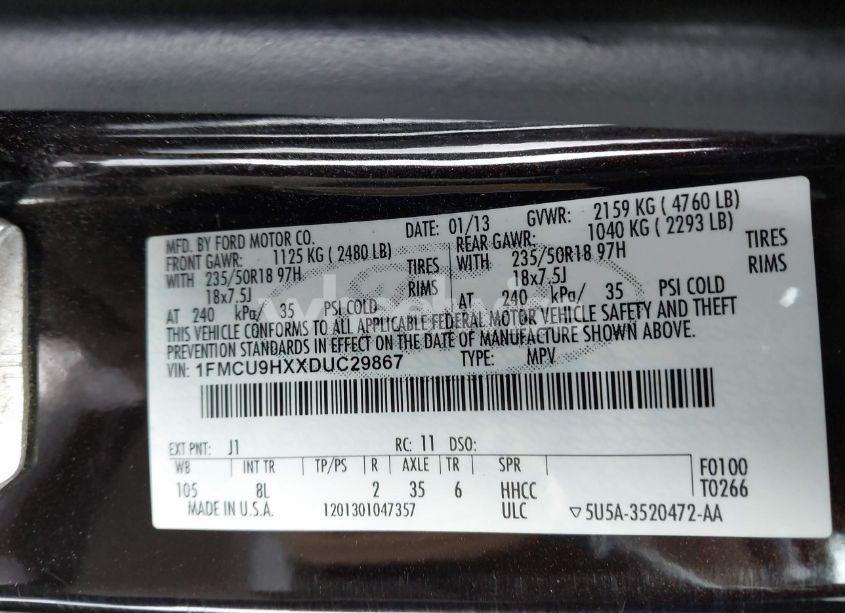 MFD. BY FORD MOTOR CO. DATE: 01/13 GVWR: 2159 KG ( 4760 LB)
FRONT GAWR: 1125 KG ( 2480 LB) REAR GAWR: 1040 KG ( 2293 LB)
WITH 235/50R18 97H TIRES WITH 235/50R18 97H TIRES
18x7.5J RIMS 18x7.5J RIMS
AT 240 kPa/ 35 PSI COLD AT 240 kPa/ 35 PSI COLD
THIS VEHICLE CONFORMS TO ALL APPLICABLE FEDERAL MOTOR VEHICLE SAFETY AND THEFT
PREVENTION STANDARDS IN EFFECT ON THE DATE OF MANUFACTURE SHOWN ABOVE.
VIN: 1FMCU9HXXDUC29867 TYPE: MPV
EXT PNT: J1 RC: 11 DSO:
WB INT TR TP/PS R AXLE TR SPR F0100
105 8L 2 35 6 HHCC T0266
MADE IN U.S.A. 1201301047357 ULC ▽5U5A-3520472-AA